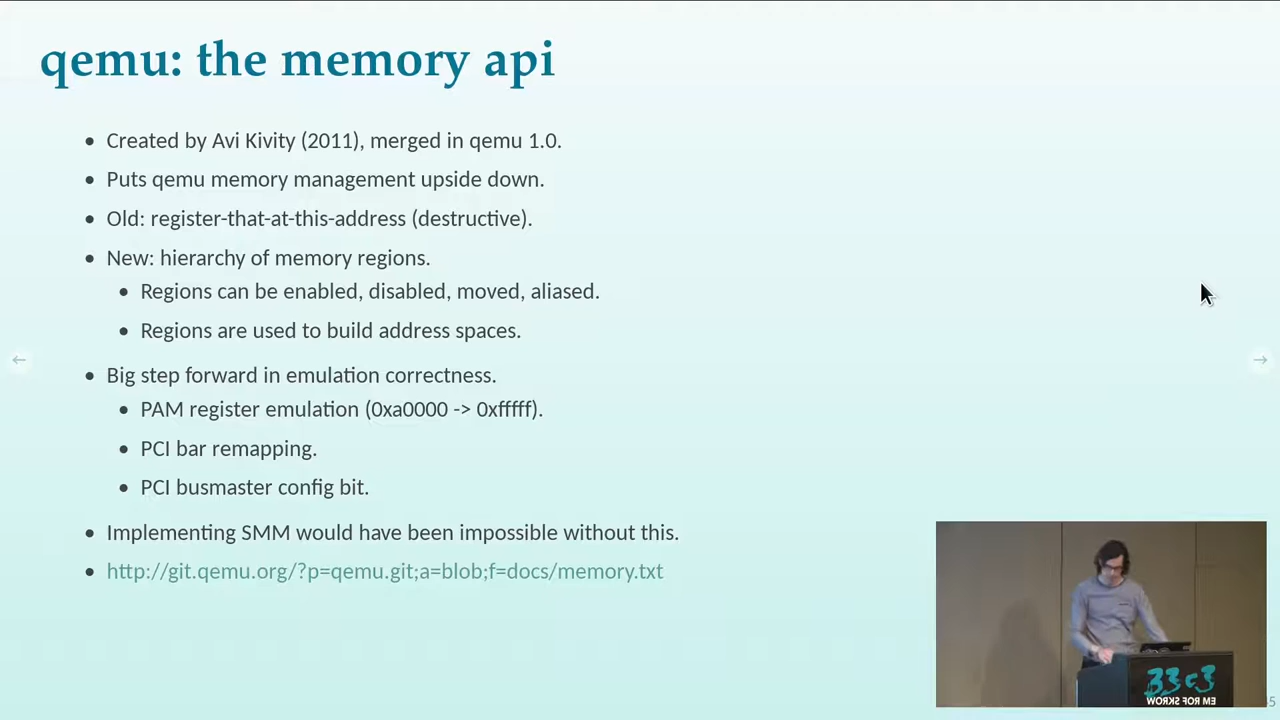 qemu: the memory api
Created by Avi Kivity (2011), merged in qemu 1.0.
Puts qemu memory management upside down.
Old: register-that-at-this-address (destructive).
New: hierarchy of memory regions.
Regions can be enabled, disabled, moved, aliased.
Regions are used to build address spaces.
Big step forward in emulation correctness.
PAM register emulation (0xa0000 -> 0xfffff).
PCI bar remapping.
PCI busmaster config bit.
Implementing SMM would have been impossible without this.
http://git.qemu.org/?p=qemu.git;a=blob;f=docs/memory.txt
33c3
WORKS FOR ME
5